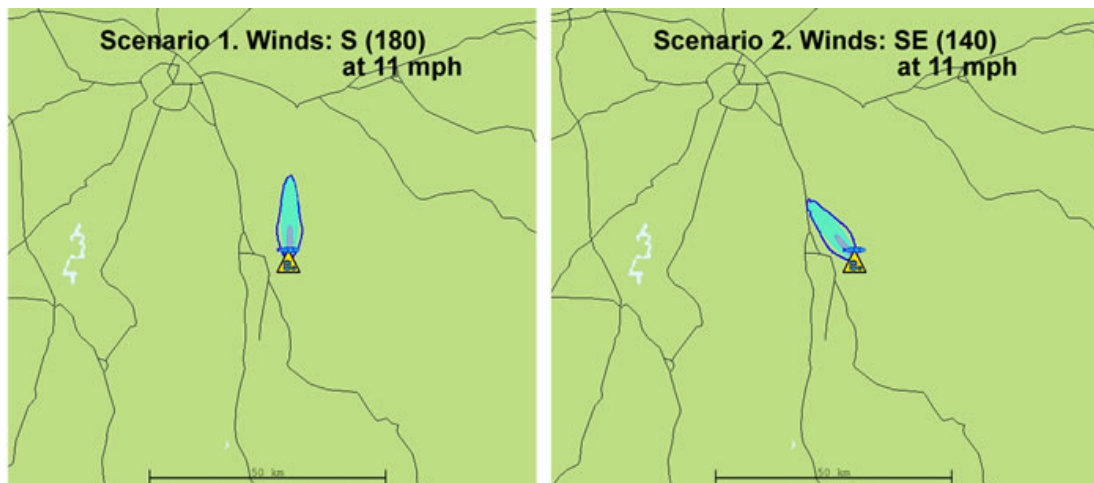 Scenario 1. Winds: S (180)
at 11 mph
50 km
Scenario 2. Winds: SE (140)
at 11 mph
50 km